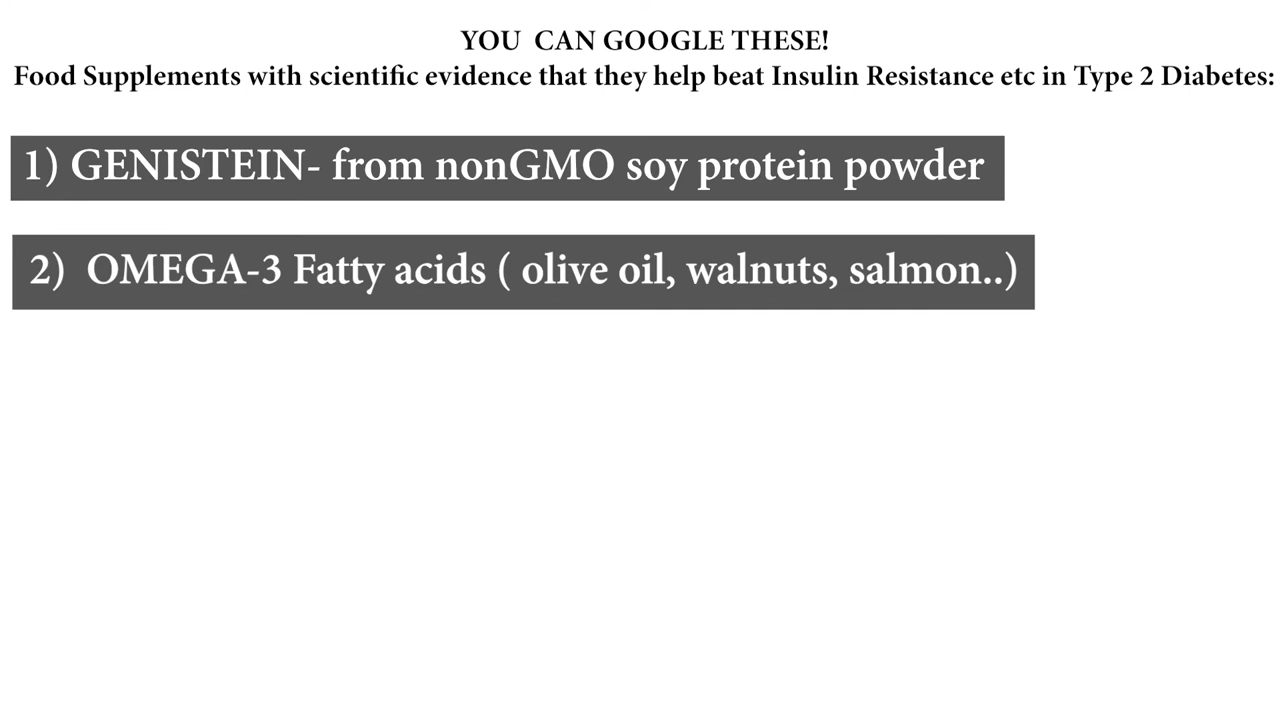 YOU CAN GOOGLE THESE!
Food Supplements with scientific evidence that they help beat Insulin Resistance etc in Type 2 Diabetes:
1) GENISTEIN- from nonGMO soy protein powder
2) OMEGA-3 Fatty acids ( olive oil, walnuts, salmon..)